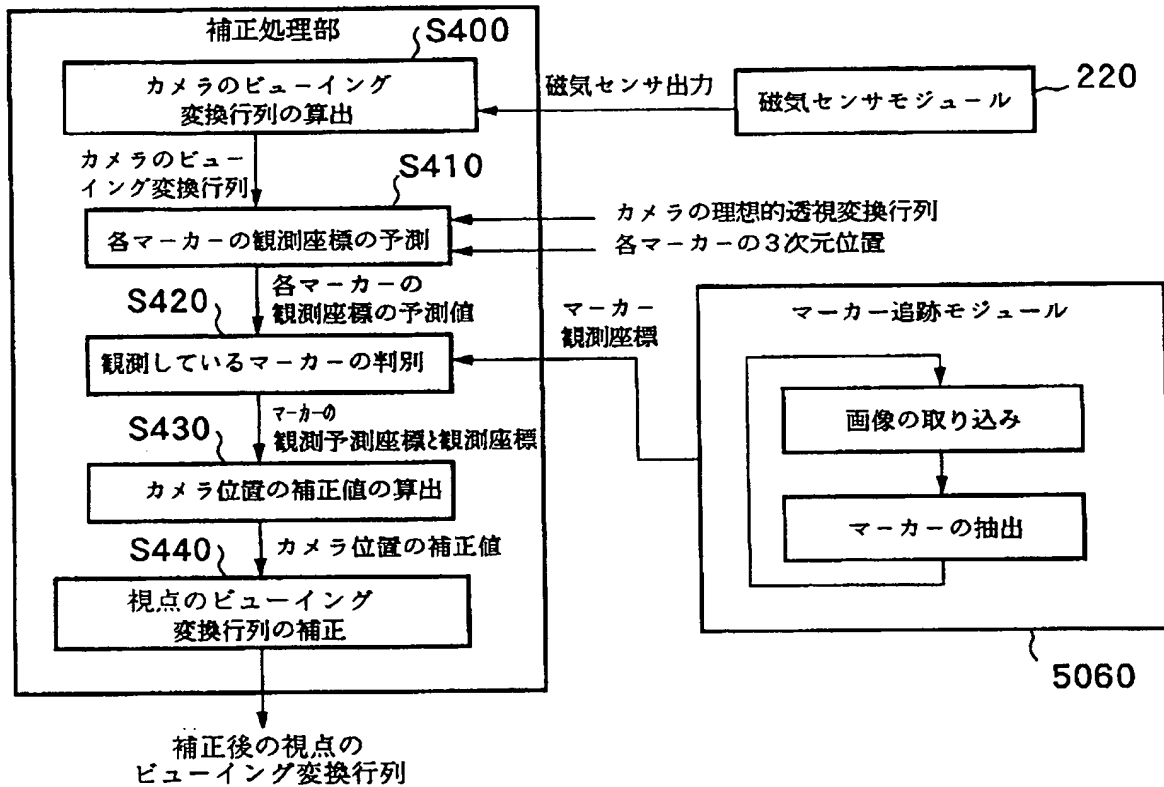 補正処理部
S400
カメラのビューイング
変換行列の算出
磁気センサ出力
磁気センサモジュール
220
カメラのビュー
イング変換行列
S410
各マーカーの観測座標の予測
カメラの理想的透視変換行列
各マーカーの3次元位置
各マーカーの
観測座標の予測値
S420
観測しているマーカーの判別
マーカー
観測座標
マーカー追跡モジュール
画像の取り込み
マーカーの抽出
5060
マーカーの
観測予測座標と観測座標
S430
カメラ位置の補正値の算出
カメラ位置の補正値
S440
視点のビューイング
変換行列の補正
補正後の視点の
ビューイング変換行列